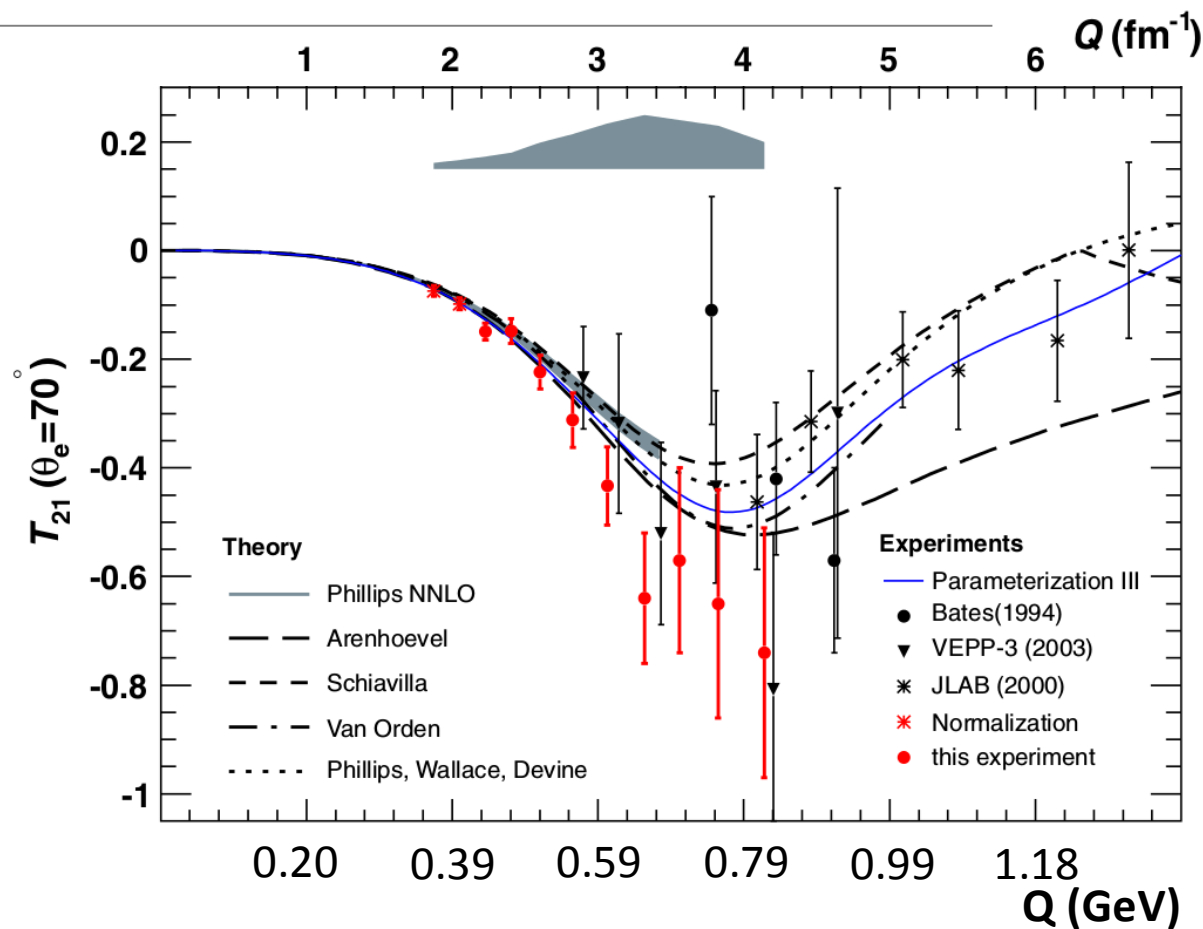 Q (fm⁻¹)
1 2 3 4 5 6
0.2
0
-0.2
-0.4
-0.6
-0.8
-1
T₂₁ (θₑ=70°)
Theory
Phillips NNLO
Arenhoevel
Schiavilla
Van Orden
Phillips, Wallace, Devine
Experiments
Parameterization III
Bates(1994)
VEPP-3 (2003)
JLAB (2000)
Normalization
this experiment
0.20 0.39 0.59 0.79 0.99 1.18
Q (GeV)